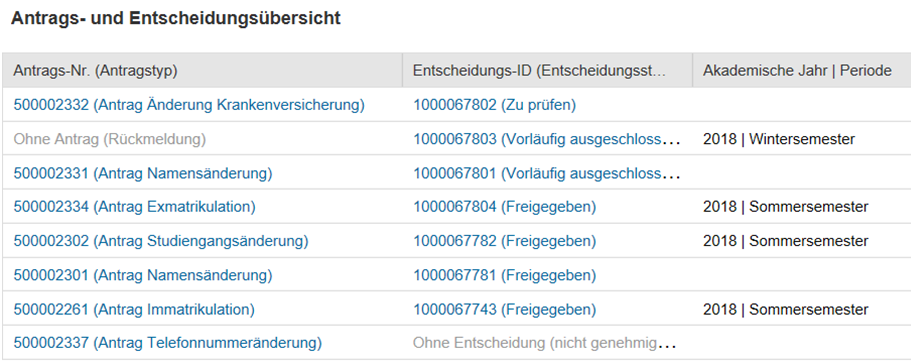 Antrags- und Entscheidungsübersicht
Antrags-Nr. (Antragstyp) Entscheidungs-ID (Entscheidungsst... Akademische Jahr | Periode
500002332 (Antrag Änderung Krankenversicherung) 1000067802 (Zu prüfen)
Ohne Antrag (Rückmeldung) 1000067803 (Vorläufig ausgeschloss... 2018 | Wintersemester
500002331 (Antrag Namensänderung) 1000067801 (Vorläufig ausgeschloss...
500002334 (Antrag Exmatrikulation) 1000067804 (Freigegeben) 2018 | Sommersemester
500002302 (Antrag Studiengangsänderung) 1000067782 (Freigegeben) 2018 | Sommersemester
500002301 (Antrag Namensänderung) 1000067781 (Freigegeben)
500002261 (Antrag Immatrikulation) 1000067743 (Freigegeben) 2018 | Sommersemester
500002337 (Antrag Telefonnummeränderung) Ohne Entscheidung (nicht genehmig...